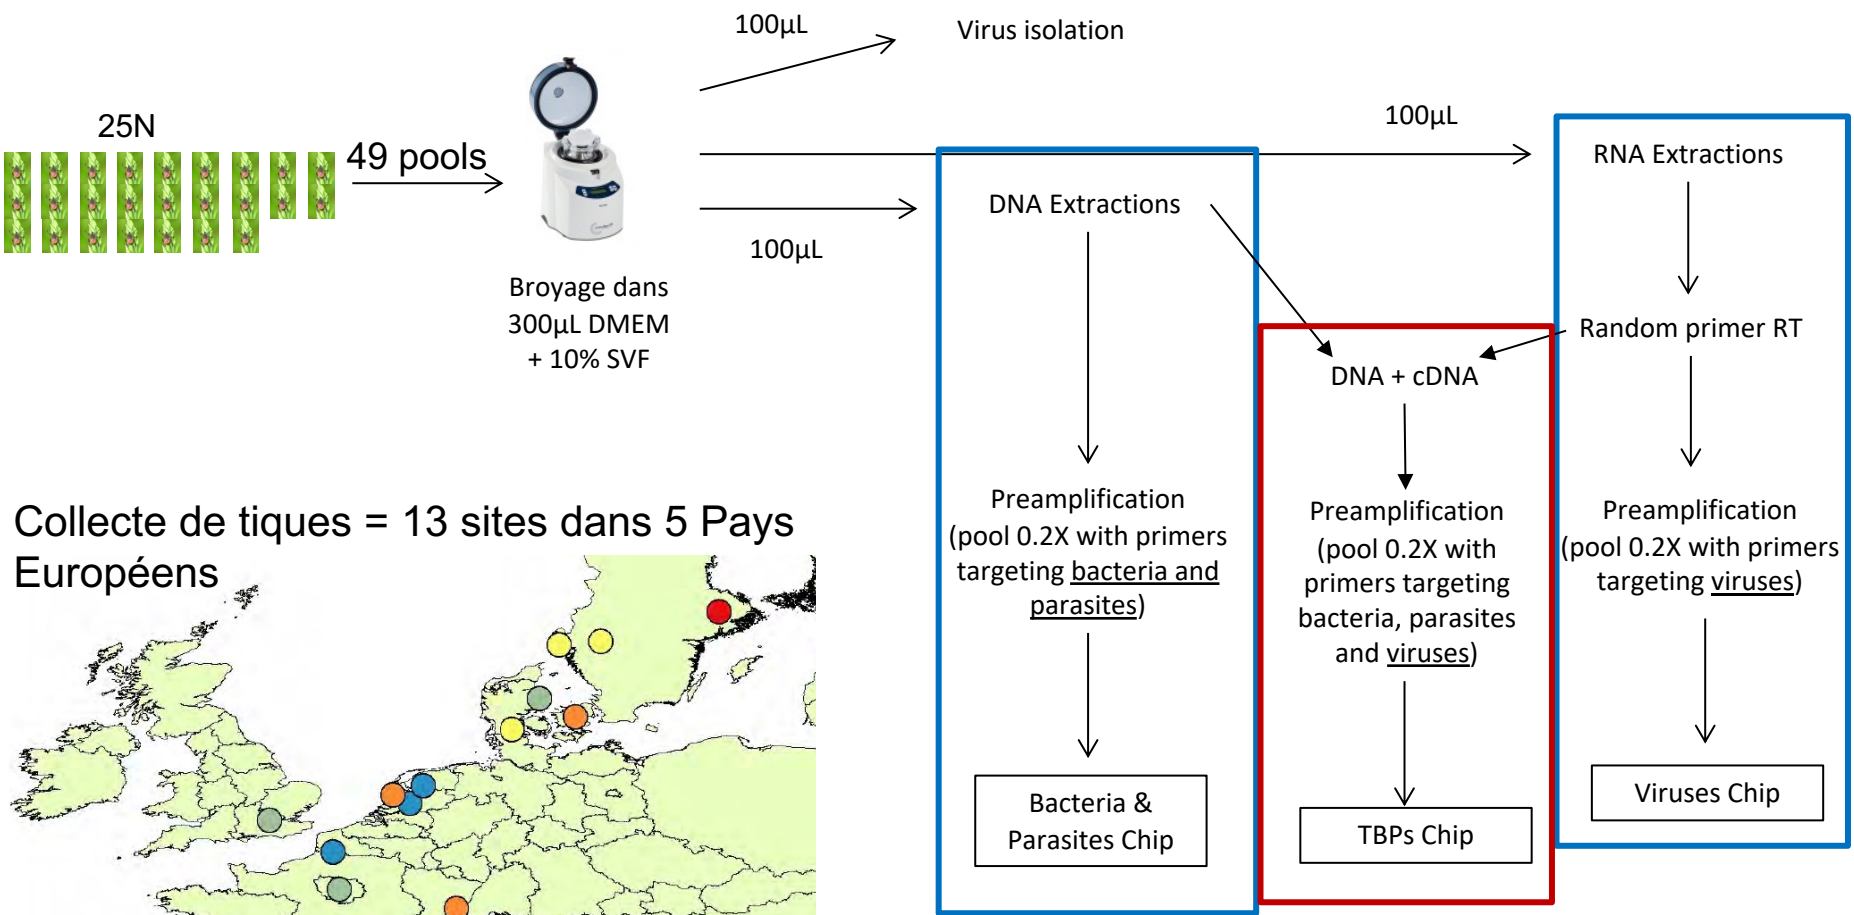 25N
49 pools
Broyage dans
300µL DMEM
+ 10% SVF
100µL
Virus isolation
100µL
100µL
DNA Extractions
Preamplification
(pool 0.2X with primers
targeting bacteria and
parasites)
Bacteria &
Parasites Chip
DNA + cDNA
Preamplification
(pool 0.2X with
primers targeting
bacteria, parasites
and viruses)
TBPs Chip
RNA Extractions
Random primer RT
Preamplification
(pool 0.2X with primers
targeting viruses)
Viruses Chip
Collecte de tiques = 13 sites dans 5 Pays
Européens